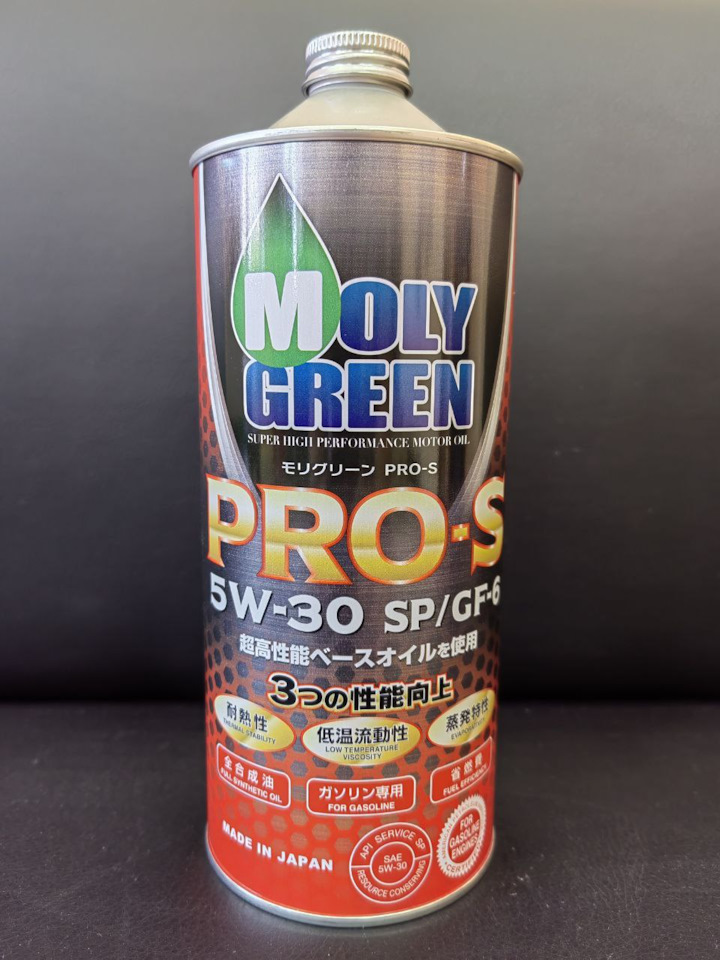 MOLY
GREEN
SUPER HIGH PERFORMANCE MOTOR OIL
モリグリーン PRO-S
PRO-S
5W-30 SP/GF-6
超高性能ベースオイルを使用
3つの性能向上
耐熱性
THERMAL STABILITY
低温流動性
LOW TEMPERATURE
VISCOSITY
蒸発特性
全合成油
FULL SYNTHETIC OIL
ガソリン専用
FOR GASOLINE
省燃費
FUEL EFFICIENCY
MADE IN JAPAN
API SERVICE SP
SAE
5W-30
RESOURCE CONSERVING
FOR
GASOLINE
ENGINES